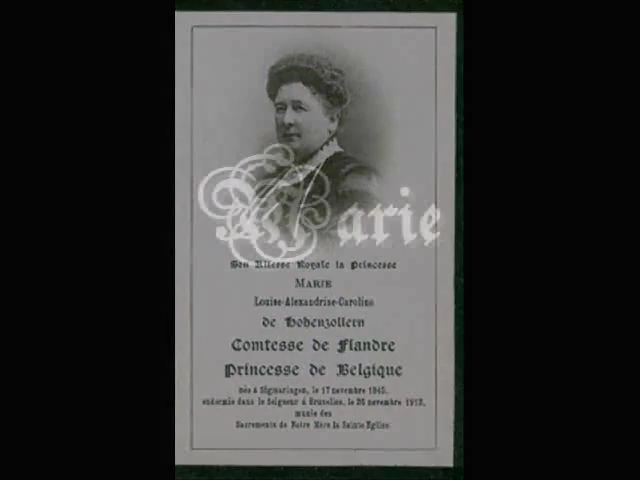 Marie
Son Altesse Royale la Princesse
MARIE
Louise-Alexandrine-Caroline
de Hohenzollern
Comtesse de Flandre
Princesse de Belgique
née à Sigmaringen, le 17 novembre 1845,
endormie dans le Seigneur à Bruxelles, le 26 novembre 1912,
munie des
Sacrements de Notre Mère la Sainte Eglise